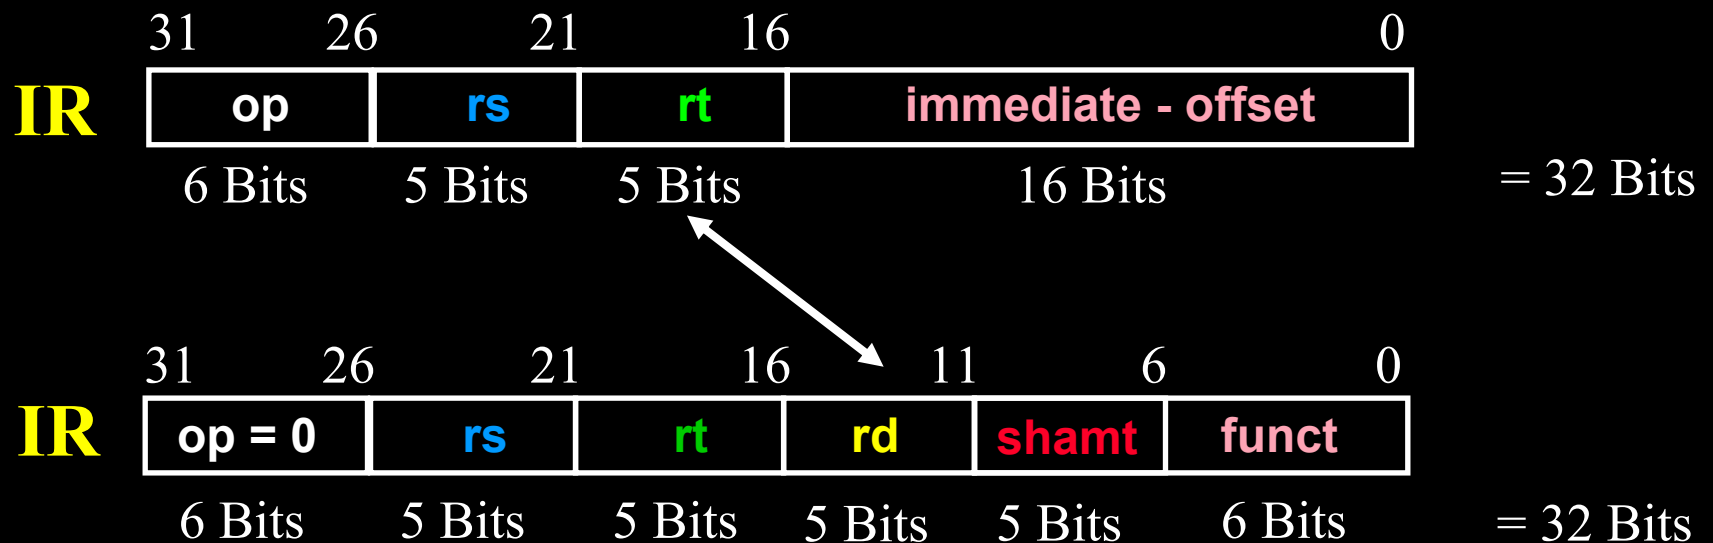 31 26 21 16 0
IR op rs rt immediate - offset
6 Bits 5 Bits 5 Bits 16 Bits = 32 Bits
31 26 21 16 11 6 0
IR op = 0 rs rt rd shamt funct
6 Bits 5 Bits 5 Bits 5 Bits 5 Bits 6 Bits = 32 Bits